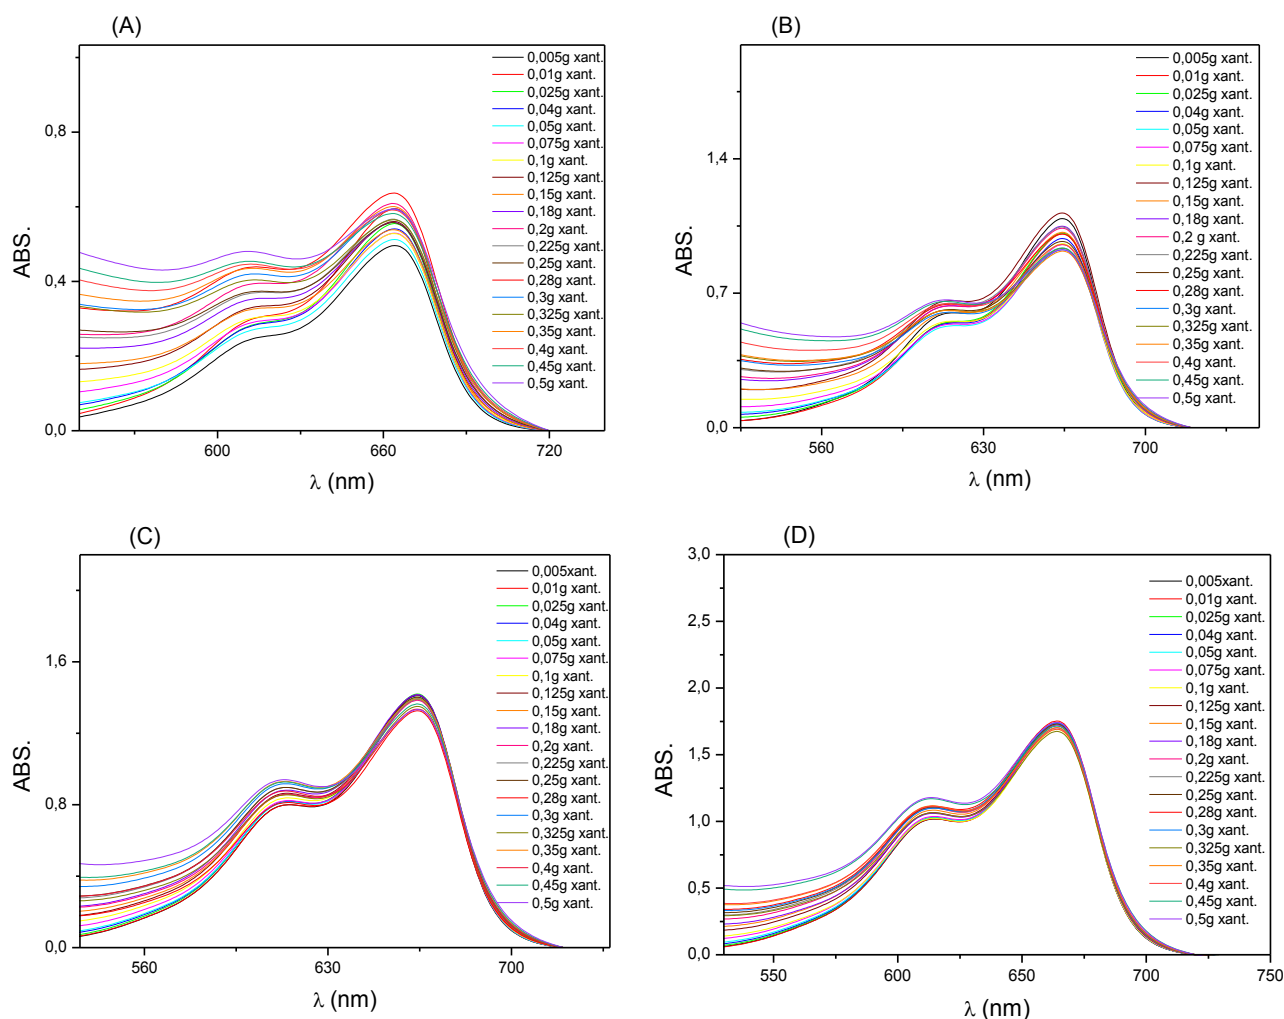 (A)
0,005g xant.
0,01g xant.
0,025g xant.
0,04g xant.
0,05g xant.
0,075g xant.
0,1g xant.
0,125g xant.
0,15g xant.
0,18g xant.
0,2g xant.
0,225g xant.
0,25g xant.
0,28g xant.
0,3g xant.
0,325g xant.
0,35g xant.
0,4g xant.
0,45g xant.
0,5g xant.
0,8
0,4
0,0
ABS.
600
660
720
λ (nm)
(B)
0,005g xant.
0,01g xant.
0,025g xant.
0,04g xant.
0,05g xant.
0,075g xant.
0,1g xant.
0,125g xant.
0,15g xant.
0,18g xant.
0,2 g xant.
0,225g xant.
0,25g xant.
0,28g xant.
0,3g xant.
0,325g xant.
0,35g xant.
0,4g xant.
0,45g xant.
0,5g xant.
1,4
0,7
0,0
ABS.
560
630
700
λ (nm)
(C)
0,005xant.
0,01g xant.
0,025g xant.
0,04g xant.
0,05g xant.
0,075g xant.
0,1g xant.
0,125g xant.
0,15g xant.
0,18g xant.
0,2g xant.
0,225g xant.
0,25g xant.
0,28g xant.
0,3g xant.
0,325g xant.
0,35g xant.
0,4g xant.
0,45g xant.
0,5g xant.
1,6
0,8
0,0
ABS.
560
630
700
λ (nm)
(D)
0,005xant.
0,01g xant.
0,025g xant.
0,04g xant.
0,05g xant.
0,075g xant.
0,1g xant.
0,125g xant.
0,15g xant.
0,18g xant.
0,2g xant.
0,225g xant.
0,25g xant.
0,28g xant.
0,3g xant.
0,325g xant.
0,35g xant.
0,4g xant.
0,45g xant.
0,5g xant.
3,0
2,5
2,0
1,5
1,0
0,5
0,0
ABS.
550
600
650
700
750
λ (nm)